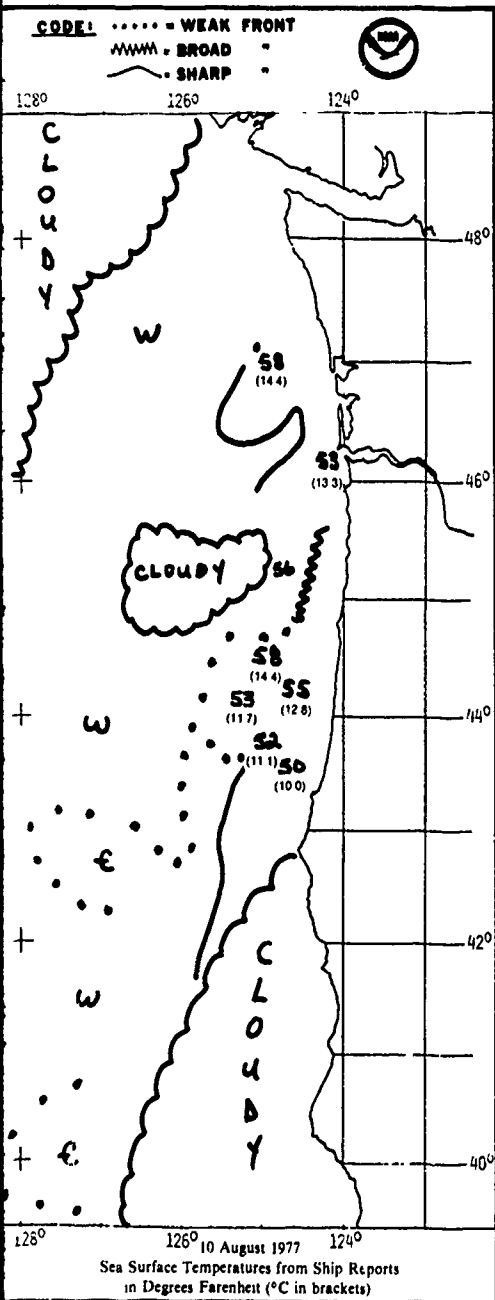 CODE: ..... = WEAK FRONT
= BROAD "
= SHARP "
128° 126° 124°
CLOUDY
48°
W
58
(14 4)
53
(13 3)
46°
CLOUDY 56
58
(14 4)
53 55
(11 7) (12 8)
W 44°
52
(11 1) 50
(10 0)
€
42°
CLOUDY
W
€ 40°
128° 126° 124°
10 August 1977
Sea Surface Temperatures from Ship Reports
in Degrees Farenheit (°C in brackets)